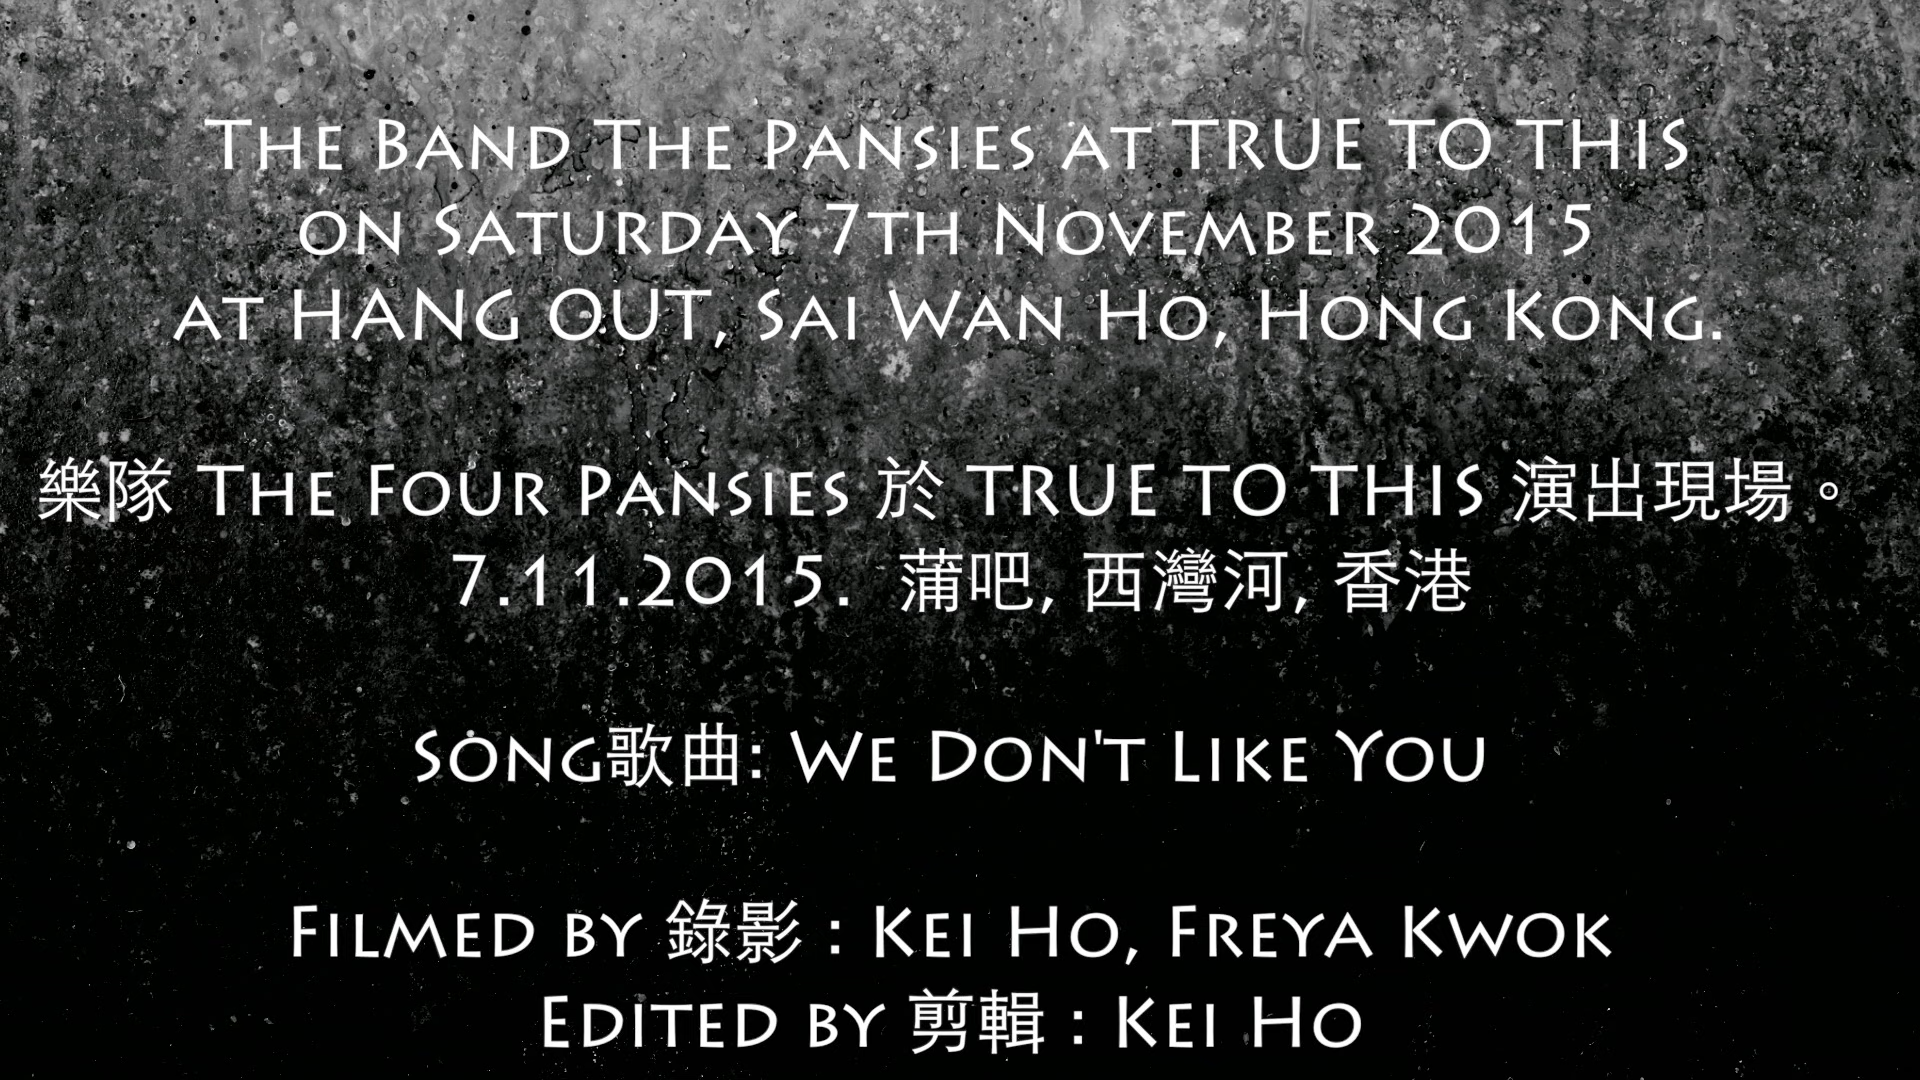 The Band The Pansies at TRUE TO THIS
on Saturday 7th November 2015
at HANG OUT, Sai Wan Ho, Hong Kong.
樂隊 The Four Pansies 於 TRUE TO THIS 演出現場。
7.11.2015. 蒲吧, 西灣河, 香港
Song歌曲: We Don't Like You
Filmed by 錄影 : Kei Ho, Freya Kwok
Edited by 剪輯 : Kei Ho